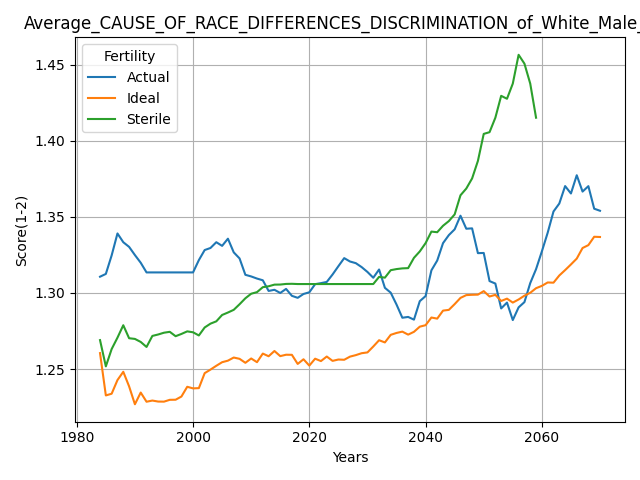 Average_CAUSE_OF_RACE_DIFFERENCES_DISCRIMINATION_of_White_Male_
Fertility
Actual
Ideal
Sterile
Score(1-2)
1.45
1.40
1.35
1.30
1.25
1980
2000
2020
2040
2060
Years